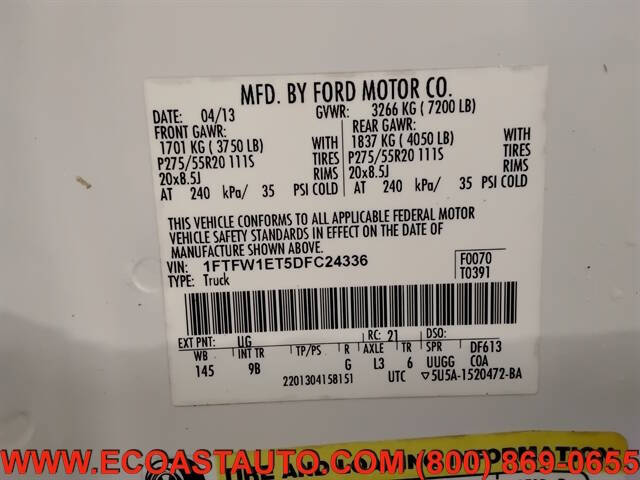 MFD. BY FORD MOTOR CO.
DATE: 04/13 GVWR: 3266 KG ( 7200 LB)
FRONT GAWR: REAR GAWR:
1701 KG ( 3750 LB) WITH 1837 KG ( 4050 LB) WITH
P275/55R20 111S TIRES P275/55R20 111S TIRES
20x8.5J RIMS 20x8.5J RIMS
AT 240 kPa/ 35 PSI COLD AT 240 kPa/ 35 PSI COLD
THIS VEHICLE CONFORMS TO ALL APPLICABLE FEDERAL MOTOR
VEHICLE SAFETY STANDARDS IN EFFECT ON THE DATE OF
MANUFACTURE SHOWN ABOVE.
VIN: 1FTFW1ET5DFC24336 F0070
TYPE: Truck T0391
EXT PNT: UG RC: 21 DSO:
WB INT TR TP/PS R AXLE TR SPR DF613
145 9B G L3 6 UUGG COA
2201304158151 UTC ▽5U5A-1520472-BA
TIRE AND INFORMATION
WWW.ECOASTAUTO.COM (800) 869-0655